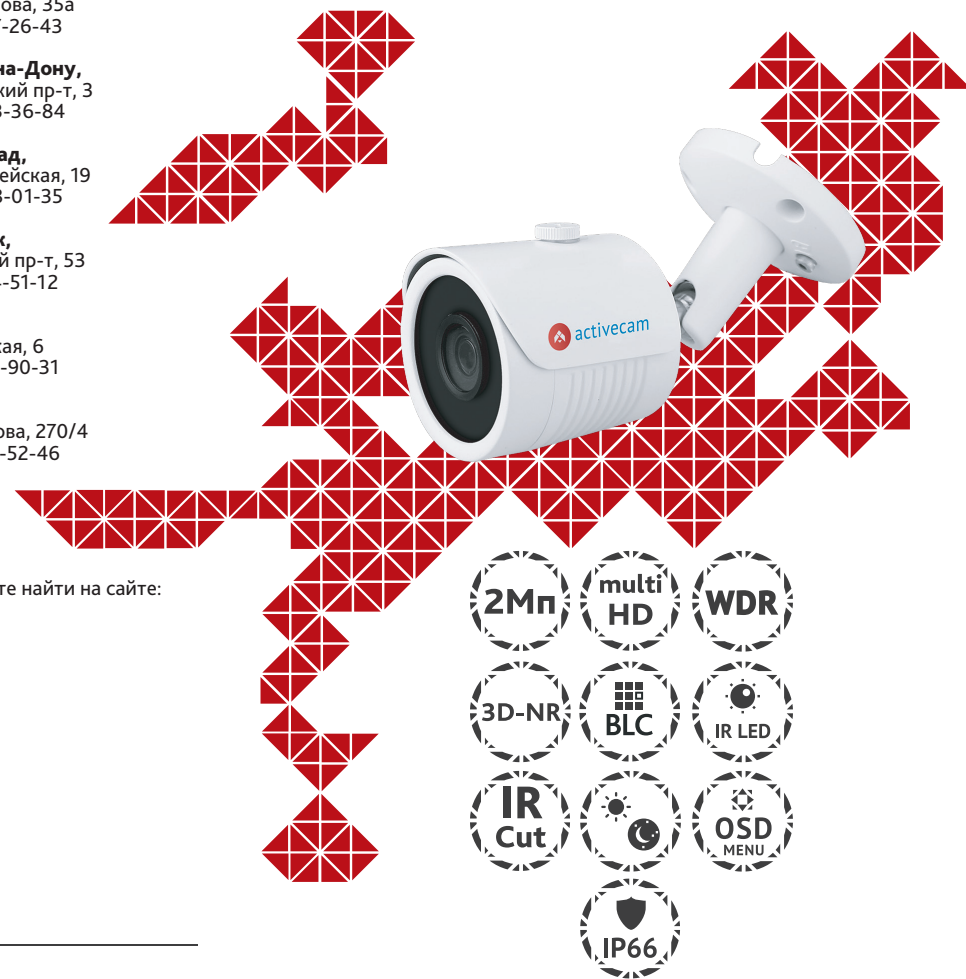 ова, 35а
-26-43
на-Дону,
кий пр-т, 3
-36-84
ад,
ейская, 19
-01-35
й пр-т, 53
-51-12
кая, 6
-90-31
ова, 270/4
-52-46
те найти на сайте:
activecam
2Мп
multi
HD
WDR
3D-NR
BLC
IR LED
IR
Cut
OSD
MENU
IP66